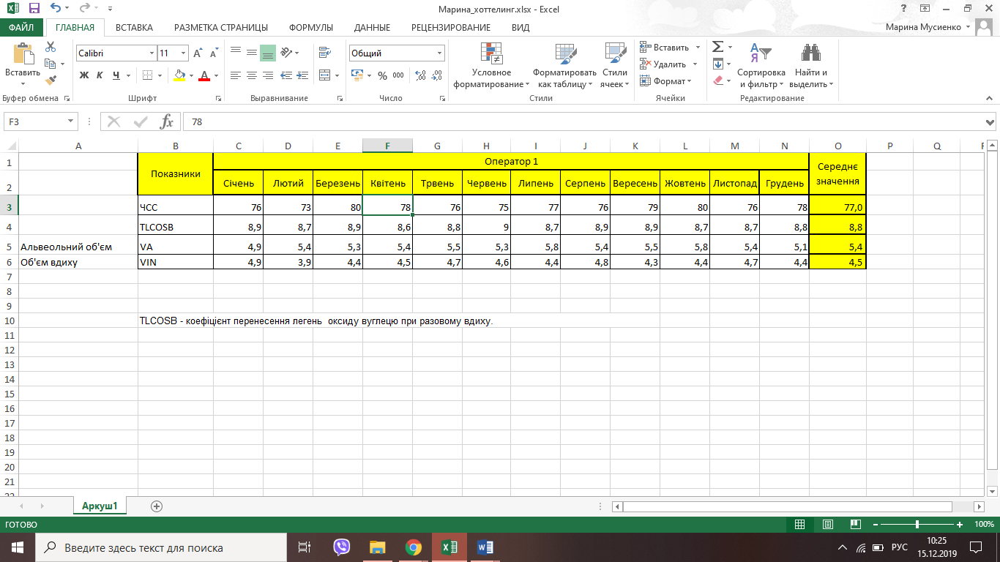 Марина_хоттелинг.xlsx - Excel
ФАЙЛ ГЛАВНАЯ ВСТАВКА РАЗМЕТКА СТРАНИЦЫ ФОРМУЛЫ ДАННЫЕ РЕЦЕНЗИРОВАНИЕ ВИД Марина Мусиенко
Вставить Calibri 11 Общий Условное форматирование Форматировать как таблицу Стили ячеек Вставить Удалить Формат Сортировка и фильтр Найти и выделить
Ж К Ч % 000
Буфер обмена Шрифт Выравнивание Число Стили Ячейки Редактирование
F3 fx 78
A B C D E F G H I J K L M N O P Q
1 Показники Оператор 1 Середнє значення
2 Січень Лютий Березень Квітень Трвень Червень Липень Серпень Вересень Жовтень Листопад Грудень
3 ЧСС 76 73 80 78 76 75 77 76 79 80 76 78 77,0
4 TLCOSB 8,9 8,7 8,9 8,6 8,8 9 8,7 8,9 8,9 8,7 8,7 8,8 8,8
5 Альвеольний об'єм VA 4,9 5,4 5,3 5,4 5,5 5,3 5,8 5,4 5,5 5,8 5,4 5,1 5,4
6 Об'єм вдиху VIN 4,9 3,9 4,4 4,5 4,7 4,6 4,4 4,8 4,3 4,4 4,7 4,4 4,5
7
8
9
10 TLCOSB - коефіцієнт перенесення легень оксиду вуглецю при разовому вдиху.
11
12
13
14
15
16
17
18
19
20
21
Аркуш1
ГОТОВО 100%
Введите здесь текст для поиска РУС 10:25
15.12.2019